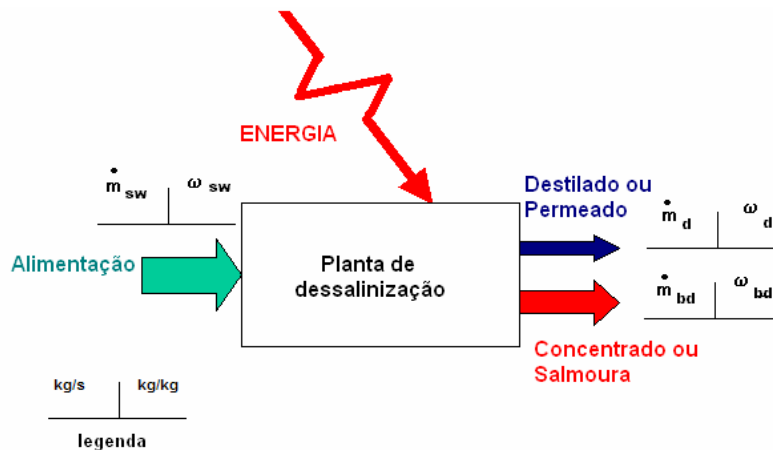 ENERGIA
ṁ sw ω sw
Destilado ou
Permeado
ṁ d ω d
Alimentação
Planta de
dessalinização
ṁ bd ω bd
Concentrado ou
Salmoura
kg/s kg/kg
legenda